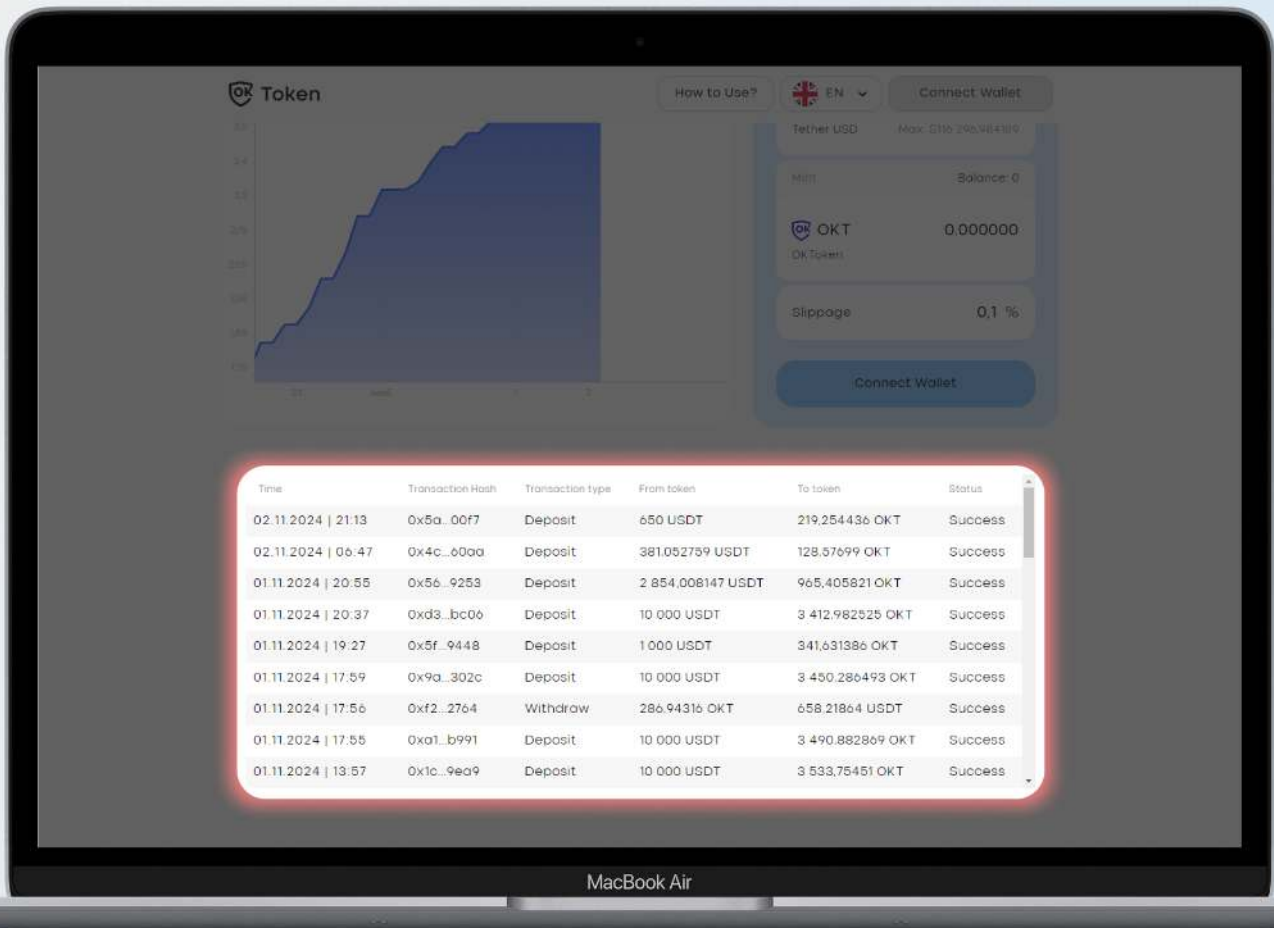 OK Token
How to Use?
EN
Connect Wallet
Tether USD
Balance: 0
OK OKT
0.000000
OK Token
Slippage
0,1 %
Connect Wallet
Time Transaction Hash Transaction type From token To token Status
02.11.2024 | 21:13 0x5a...00f7 Deposit 650 USDT 219,254436 OKT Success
02.11.2024 | 06:47 0x4c...60aa Deposit 381.052759 USDT 128.57699 OKT Success
01.11.2024 | 20:55 0x56...9253 Deposit 2 854,008147 USDT 965,405821 OKT Success
01.11.2024 | 20:37 0xd3...bc06 Deposit 10 000 USDT 3 412.982525 OKT Success
01.11.2024 | 19:27 0x5f...9448 Deposit 1 000 USDT 341,631386 OKT Success
01.11.2024 | 17:59 0x9a...302c Deposit 10 000 USDT 3 450,286493 OKT Success
01.11.2024 | 17:56 0xf2...2764 Withdraw 286.94316 OKT 658.21864 USDT Success
01.11.2024 | 17:55 0xa1...b991 Deposit 10 000 USDT 3 490.882869 OKT Success
01.11.2024 | 13:57 0x1c...9ea9 Deposit 10 000 USDT 3 533,75451 OKT Success
MacBook Air